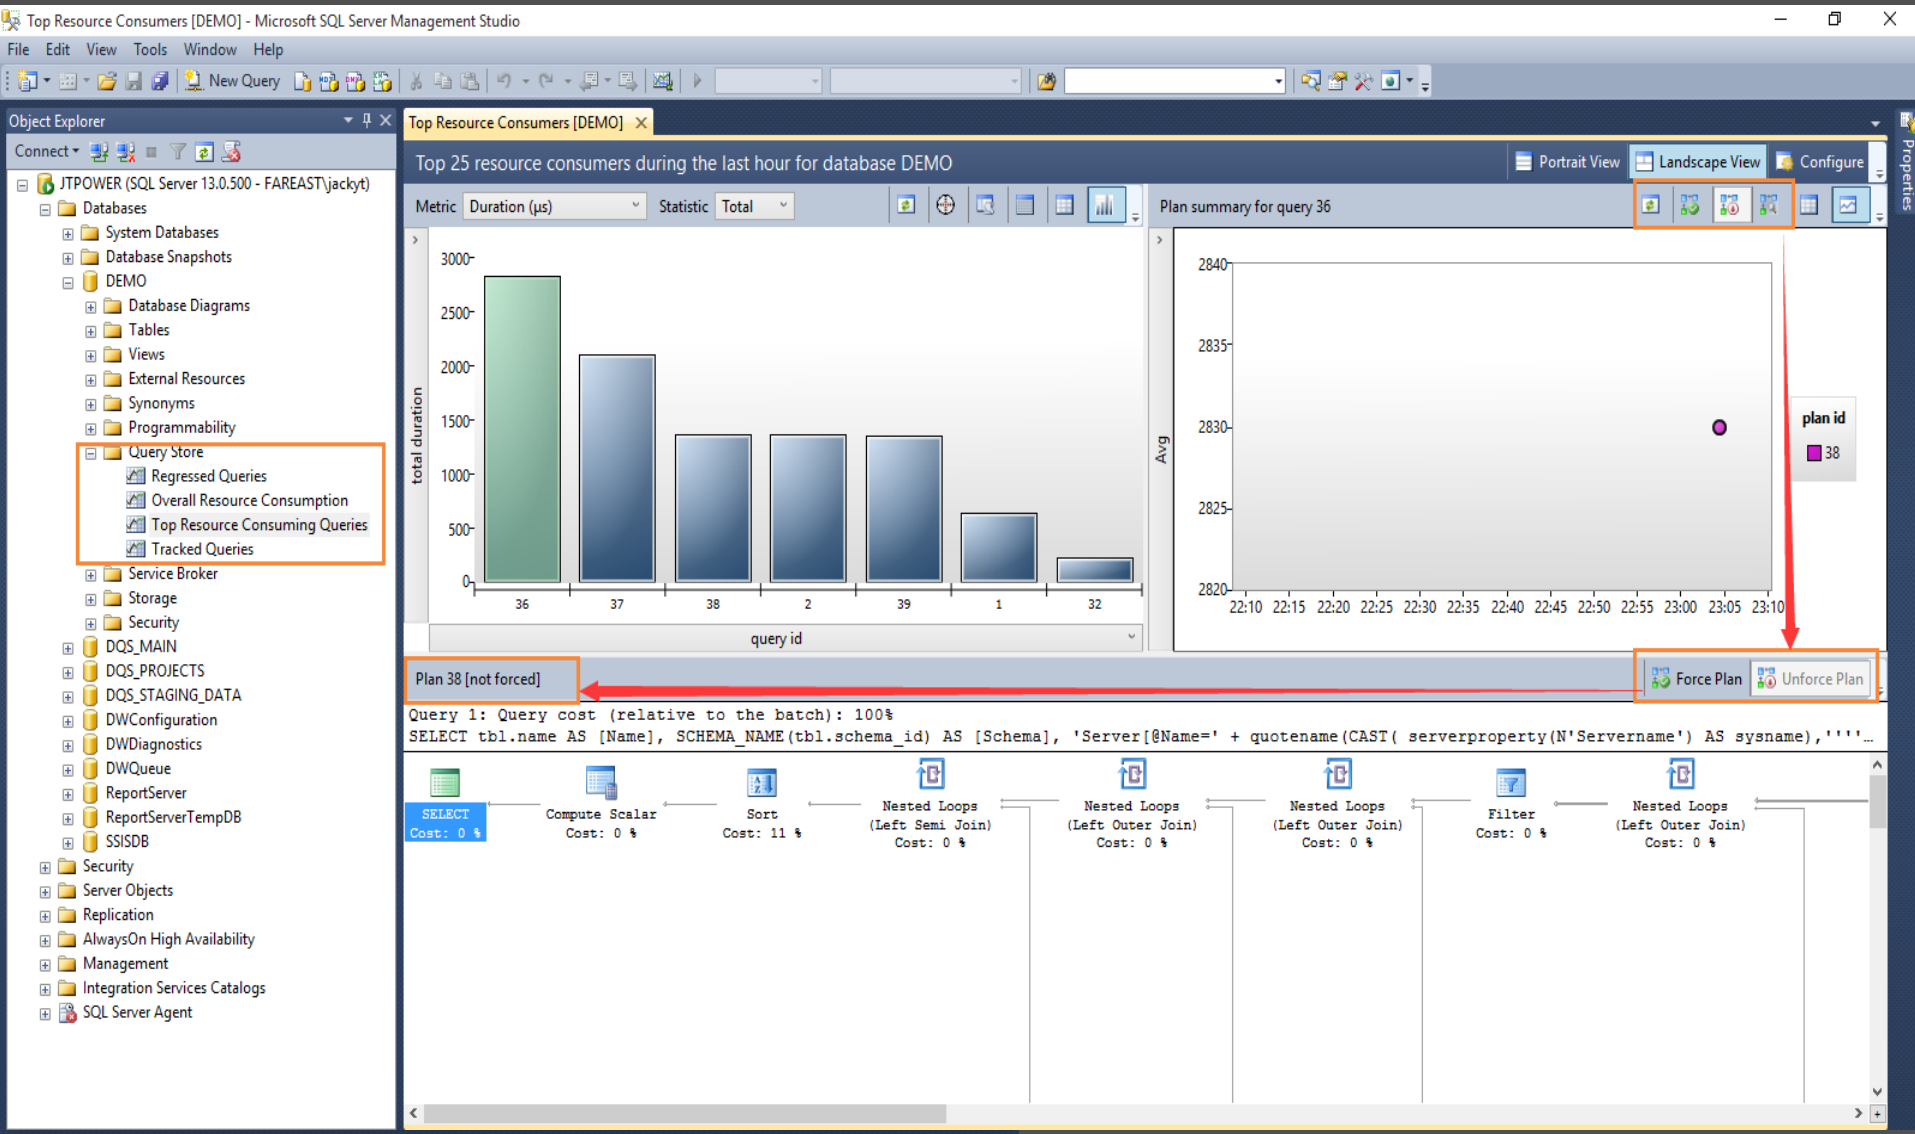 Top Resource Consumers [DEMO] - Microsoft SQL Server Management Studio
File Edit View Tools Window Help
New Query
Object Explorer
Connect
JTPOWER (SQL Server 13.0.500 - FAREAST\jackyt)
Databases
System Databases
Database Snapshots
DEMO
Database Diagrams
Tables
Views
External Resources
Synonyms
Programmability
Query Store
Regressed Queries
Overall Resource Consumption
Top Resource Consuming Queries
Tracked Queries
Service Broker
Storage
Security
DQS_MAIN
DQS_PROJECTS
DQS_STAGING_DATA
DWConfiguration
DWDiagnostics
DWQueue
ReportServer
ReportServerTempDB
SSISDB
Security
Server Objects
Replication
AlwaysOn High Availability
Management
Integration Services Catalogs
SQL Server Agent
Top Resource Consumers [DEMO]
Top 25 resource consumers during the last hour for database DEMO
Portrait View Landscape View Configure
Metric Duration (µs) Statistic Total
total duration
3000
2500
2000
1500
1000
500
0
36 37 38 2 39 1 32
query id
Plan summary for query 36
Avg
2840
2835
2830
2825
2820
22:10 22:15 22:20 22:25 22:30 22:35 22:40 22:45 22:50 22:55 23:00 23:05 23:10
plan id
38
Properties
Plan 38 [not forced]
Force Plan Unforce Plan
Query 1: Query cost (relative to the batch): 100%
SELECT tbl.name AS [Name], SCHEMA_NAME(tbl.schema_id) AS [Schema], 'Server[@Name=' + quotename(CAST( serverproperty(N'Servername') AS sysname),''''…
SELECT
Cost: 0 %
Compute Scalar
Cost: 0 %
Sort
Cost: 11 %
Nested Loops
(Left Semi Join)
Cost: 0 %
Nested Loops
(Left Outer Join)
Cost: 0 %
Nested Loops
(Left Outer Join)
Cost: 0 %
Filter
Cost: 0 %
Nested Loops
(Left Outer Join)
Cost: 0 %